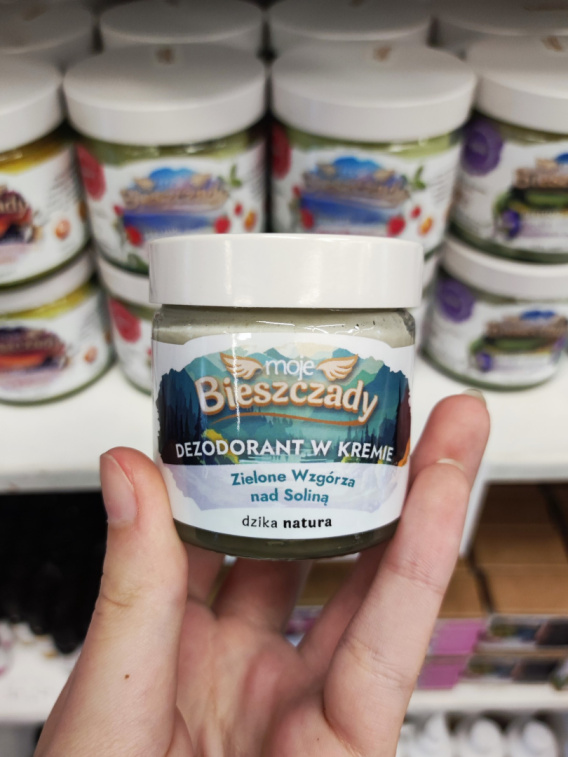 moje
Bieszczady
DEZODORANT W KREMIE
Zielone Wzgórza
nad Soliną
dzika natura